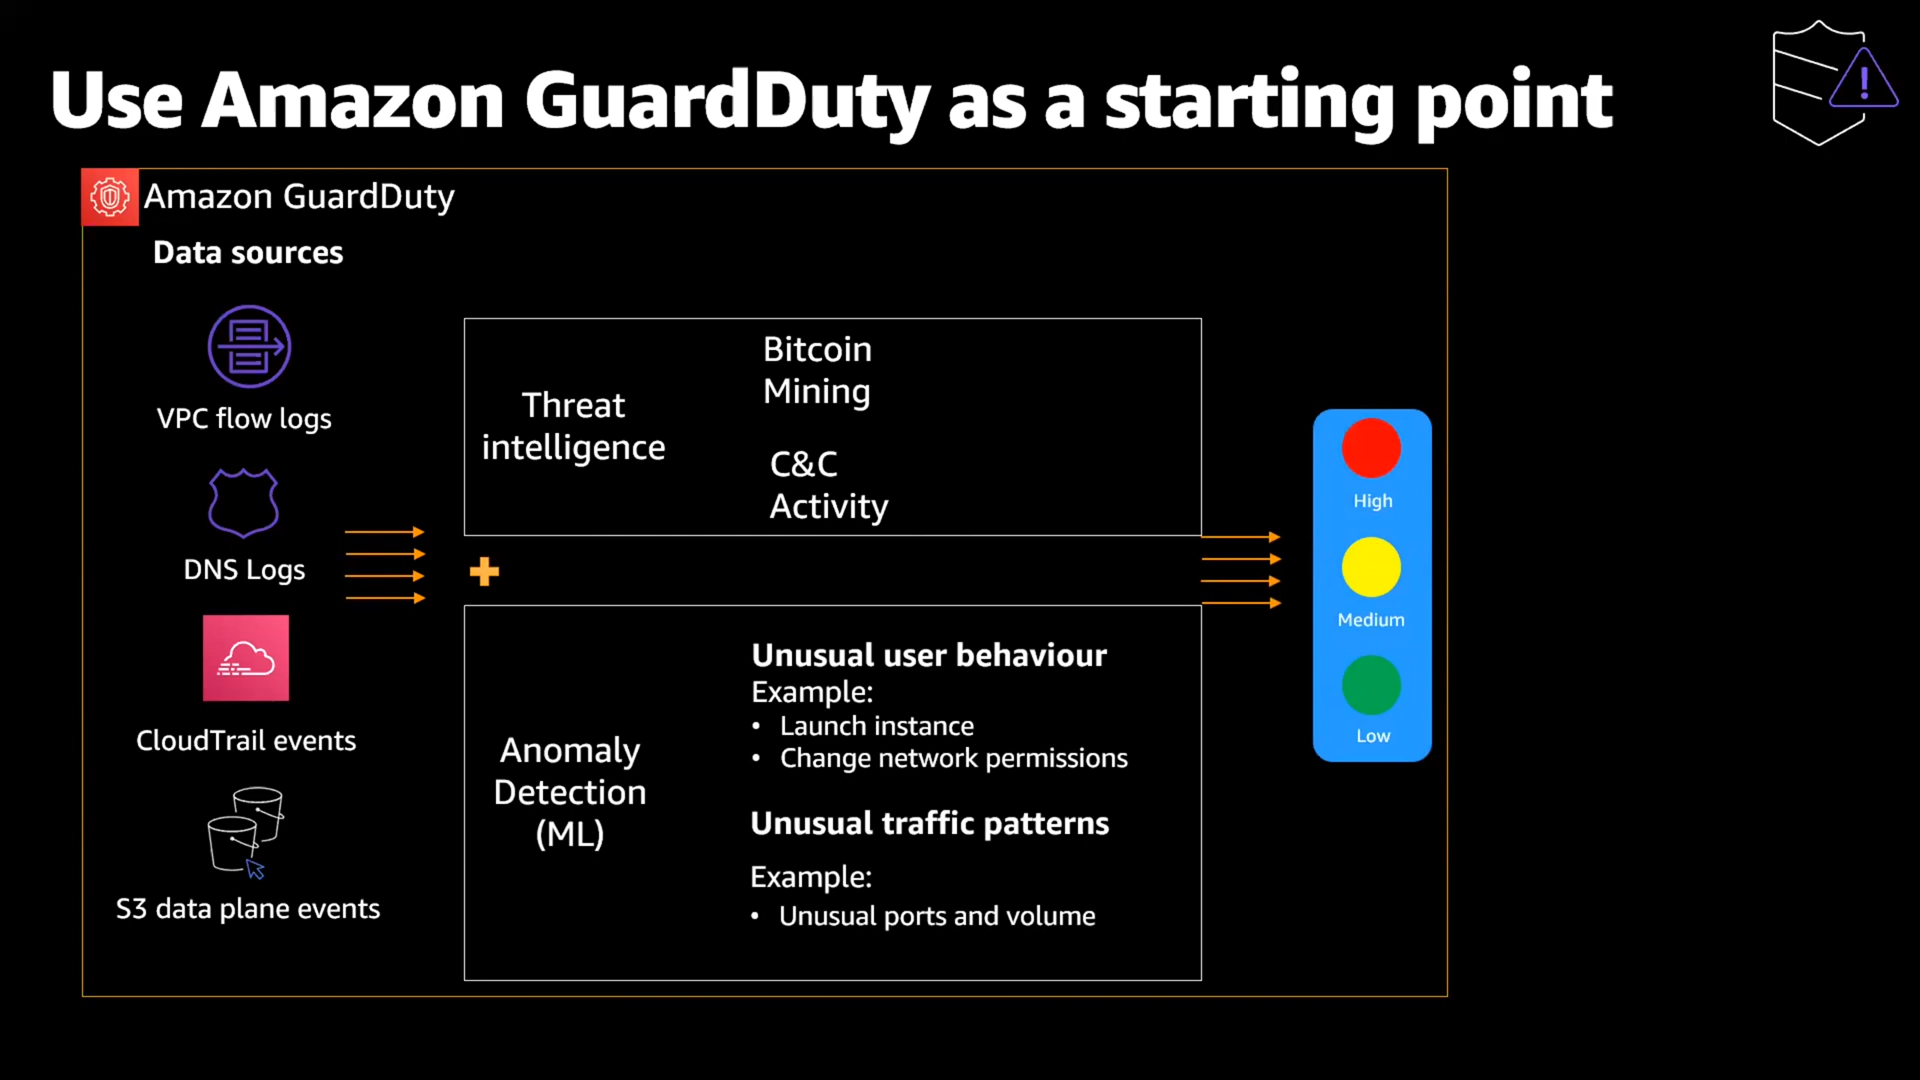 Use Amazon GuardDuty as a starting point
Amazon GuardDuty
Data sources
VPC flow logs
DNS Logs
CloudTrail events
S3 data plane events
Threat
intelligence
Bitcoin
Mining
C&C
Activity
Anomaly
Detection
(ML)
Unusual user behaviour
Example:
• Launch instance
• Change network permissions
Unusual traffic patterns
Example:
• Unusual ports and volume
High
Medium
Low